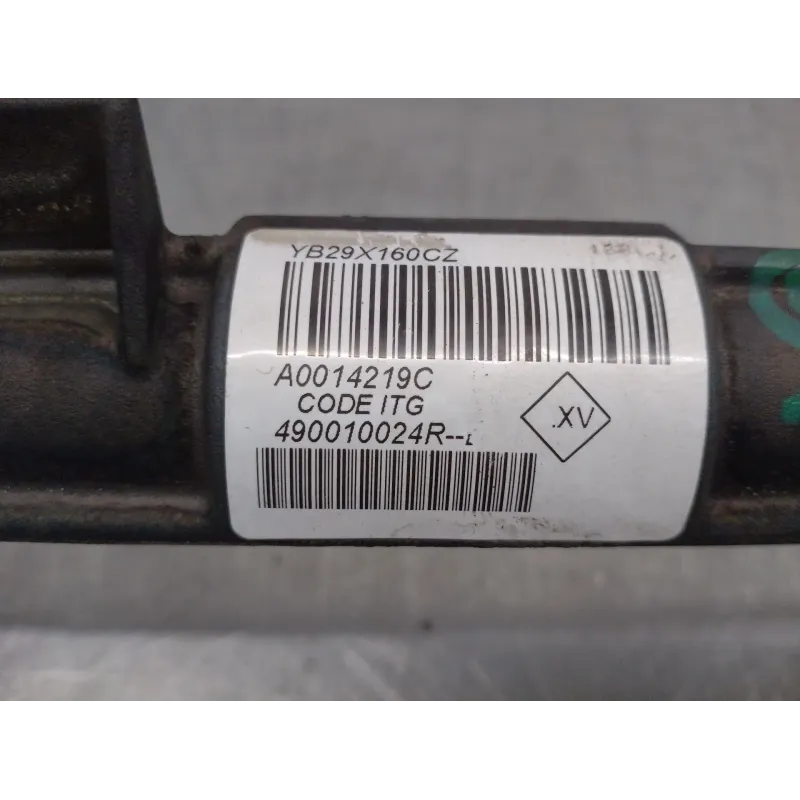 YB29X160CZ
A0014219C
CODE ITG
.XV
490010024R--